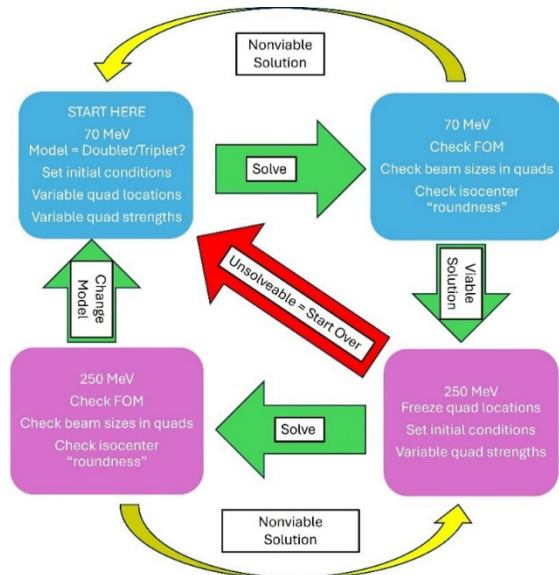 Nonviable
Solution
START HERE
70 MeV
Model = Doublet/Triplet?
Set initial conditions
Variable quad locations
Variable quad strengths
Solve
70 MeV
Check FOM
Check beam sizes in quads
Check isocenter
“roundness”
Change
Model
Unsolveable = Start Over
Viable
Solution
250 MeV
Check FOM
Check beam sizes in quads
Check isocenter
“roundness”
Solve
250 MeV
Freeze quad locations
Set initial conditions
Variable quad strengths
Nonviable
Solution